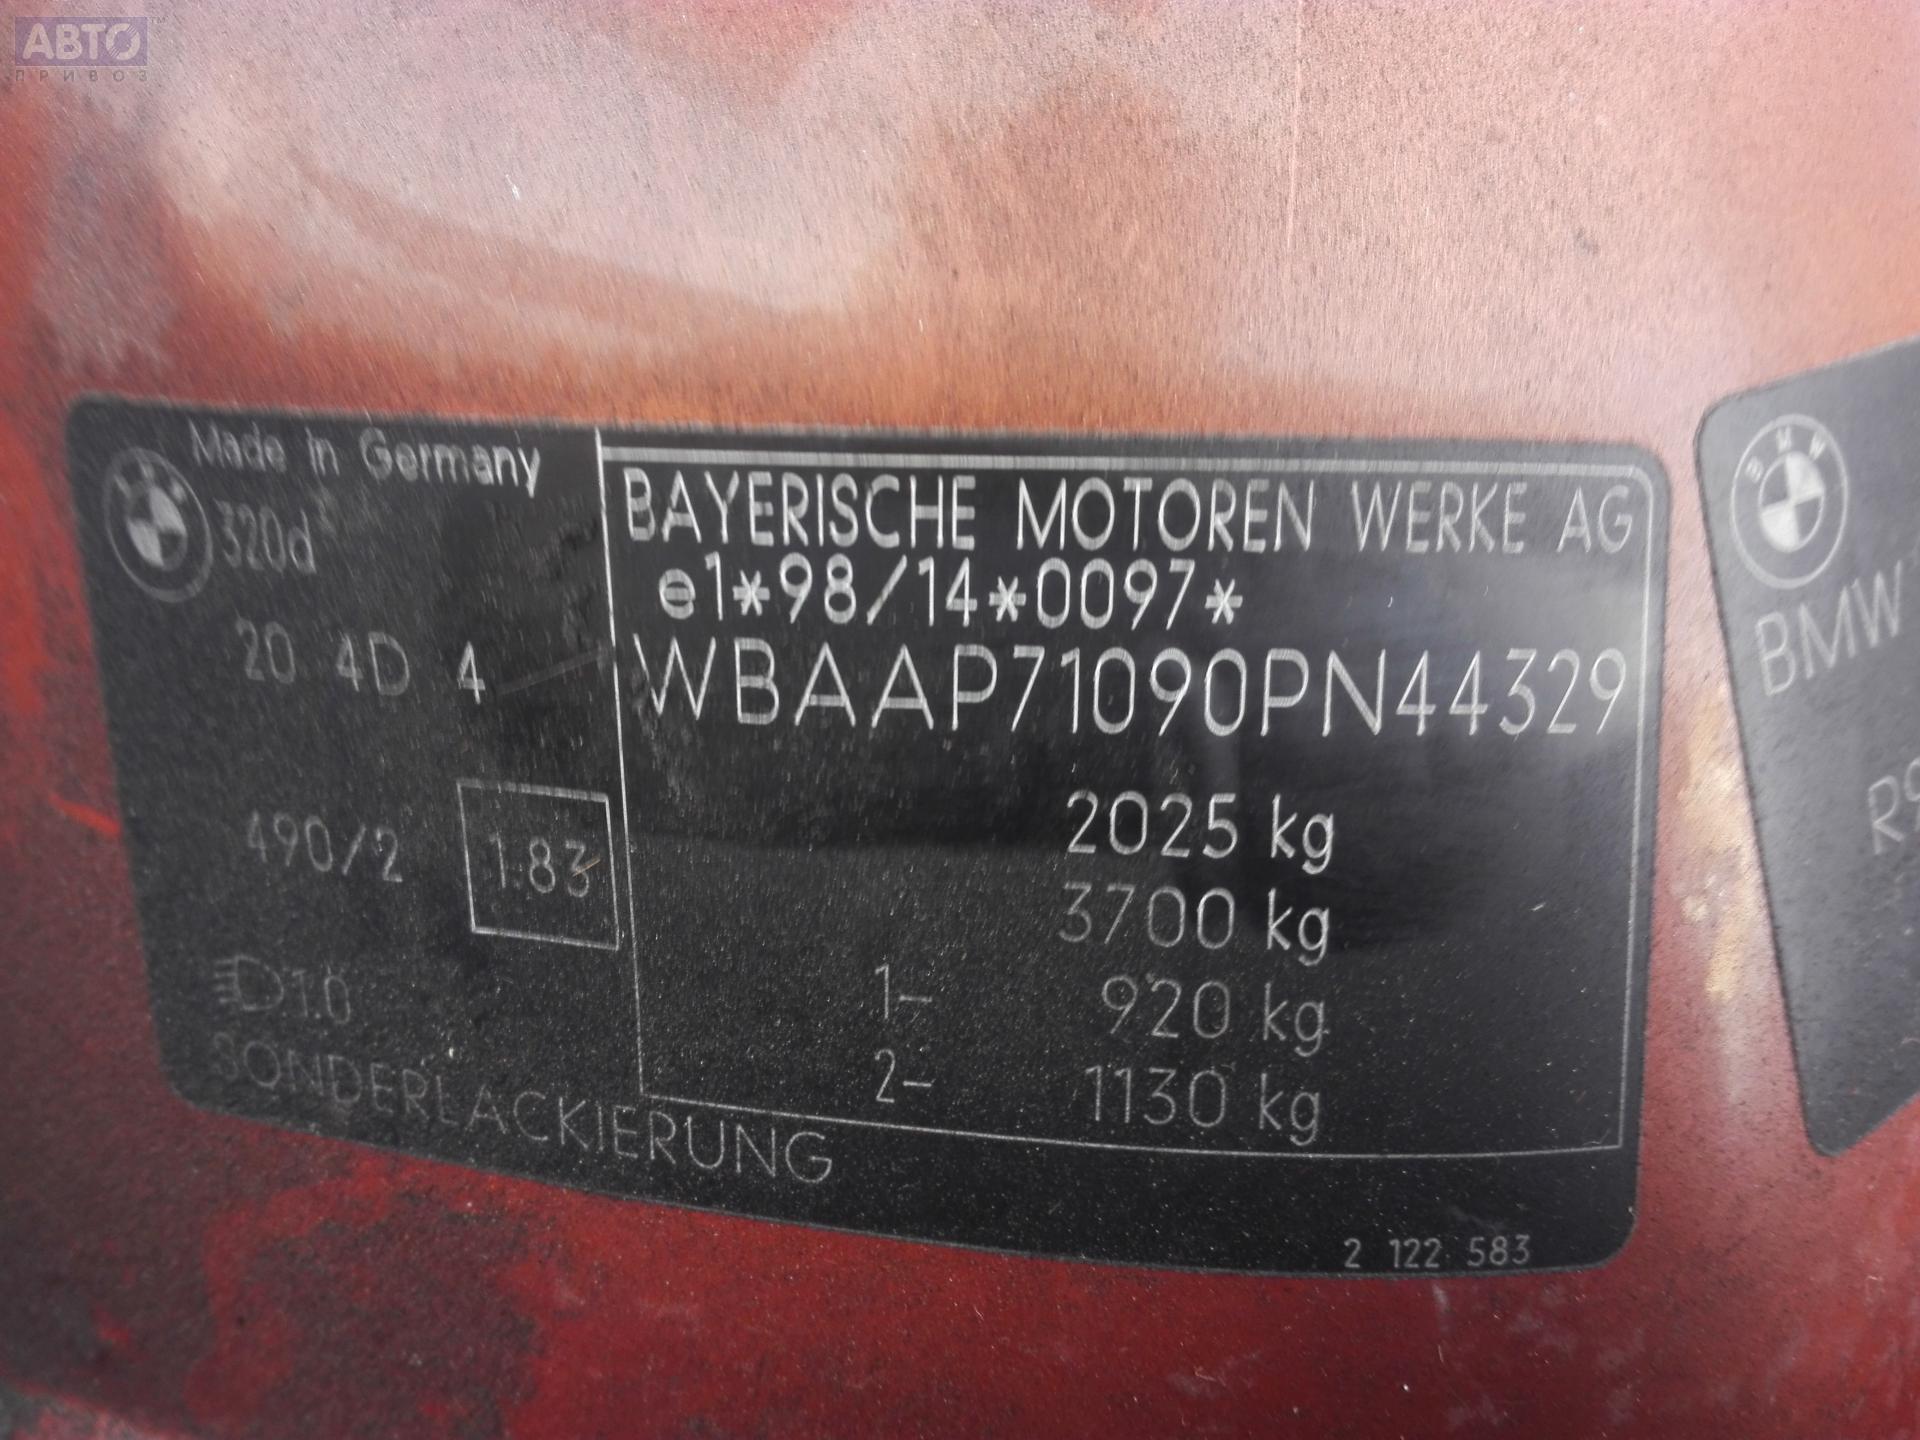 АВТО
ПРИВОЗ
Made in Germany
320d
20 4D 4
490/2 1.83
D1.0
SONDERLACKIERUNG
BAYERISCHE MOTOREN WERKE AG
e1*98/14*0097*
WBAAP71090PN44329
2025 kg
3700 kg
1- 920 kg
2- 1130 kg
2 122 583
BMW
BMW